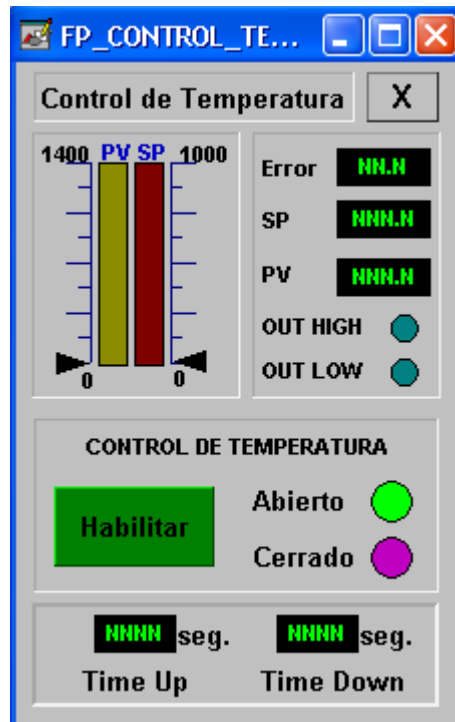 FP_CONTROL_TE...
Control de Temperatura X
1400 PV SP 1000
0 0
Error NN.N
SP NNN.N
PV NNN.N
OUT HIGH
OUT LOW
CONTROL DE TEMPERATURA
Habilitar
Abierto
Cerrado
NNNN seg. NNNN seg.
Time Up Time Down